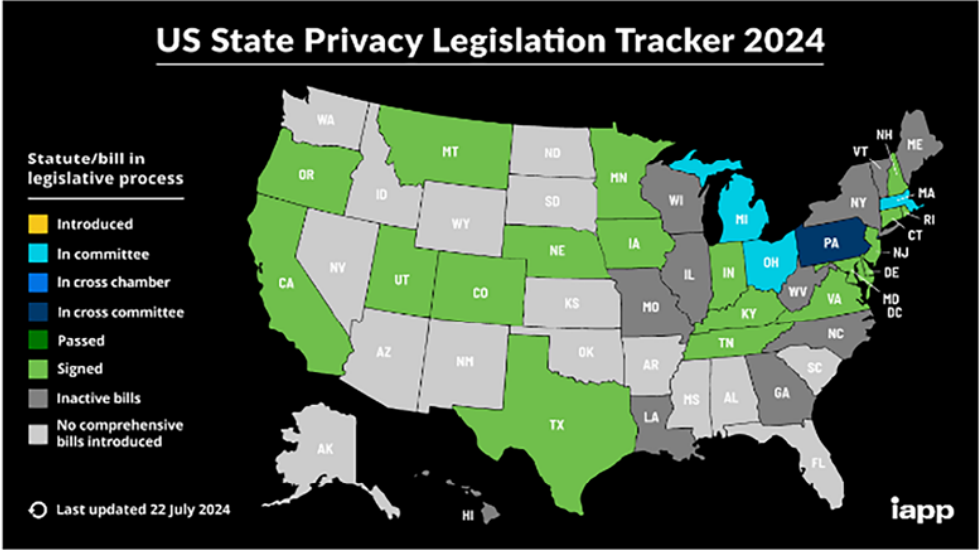 US State Privacy Legislation Tracker 2024
Statute/bill in
legislative process
Introduced
In committee
In cross chamber
In cross committee
Passed
Signed
Inactive bills
No comprehensive
bills introduced
Last updated 22 July 2024
WA
OR
CA
NV
ID
MT
WY
UT
AZ
CO
NM
ND
SD
NE
KS
OK
TX
MN
IA
MO
AR
LA
WI
IL
MS
MI
IN
OH
KY
TN
AL
GA
FL
SC
NC
VA
WV
PA
NY
VT
NH
ME
MA
RI
CT
NJ
DE
MD
DC
AK
HI
iapp